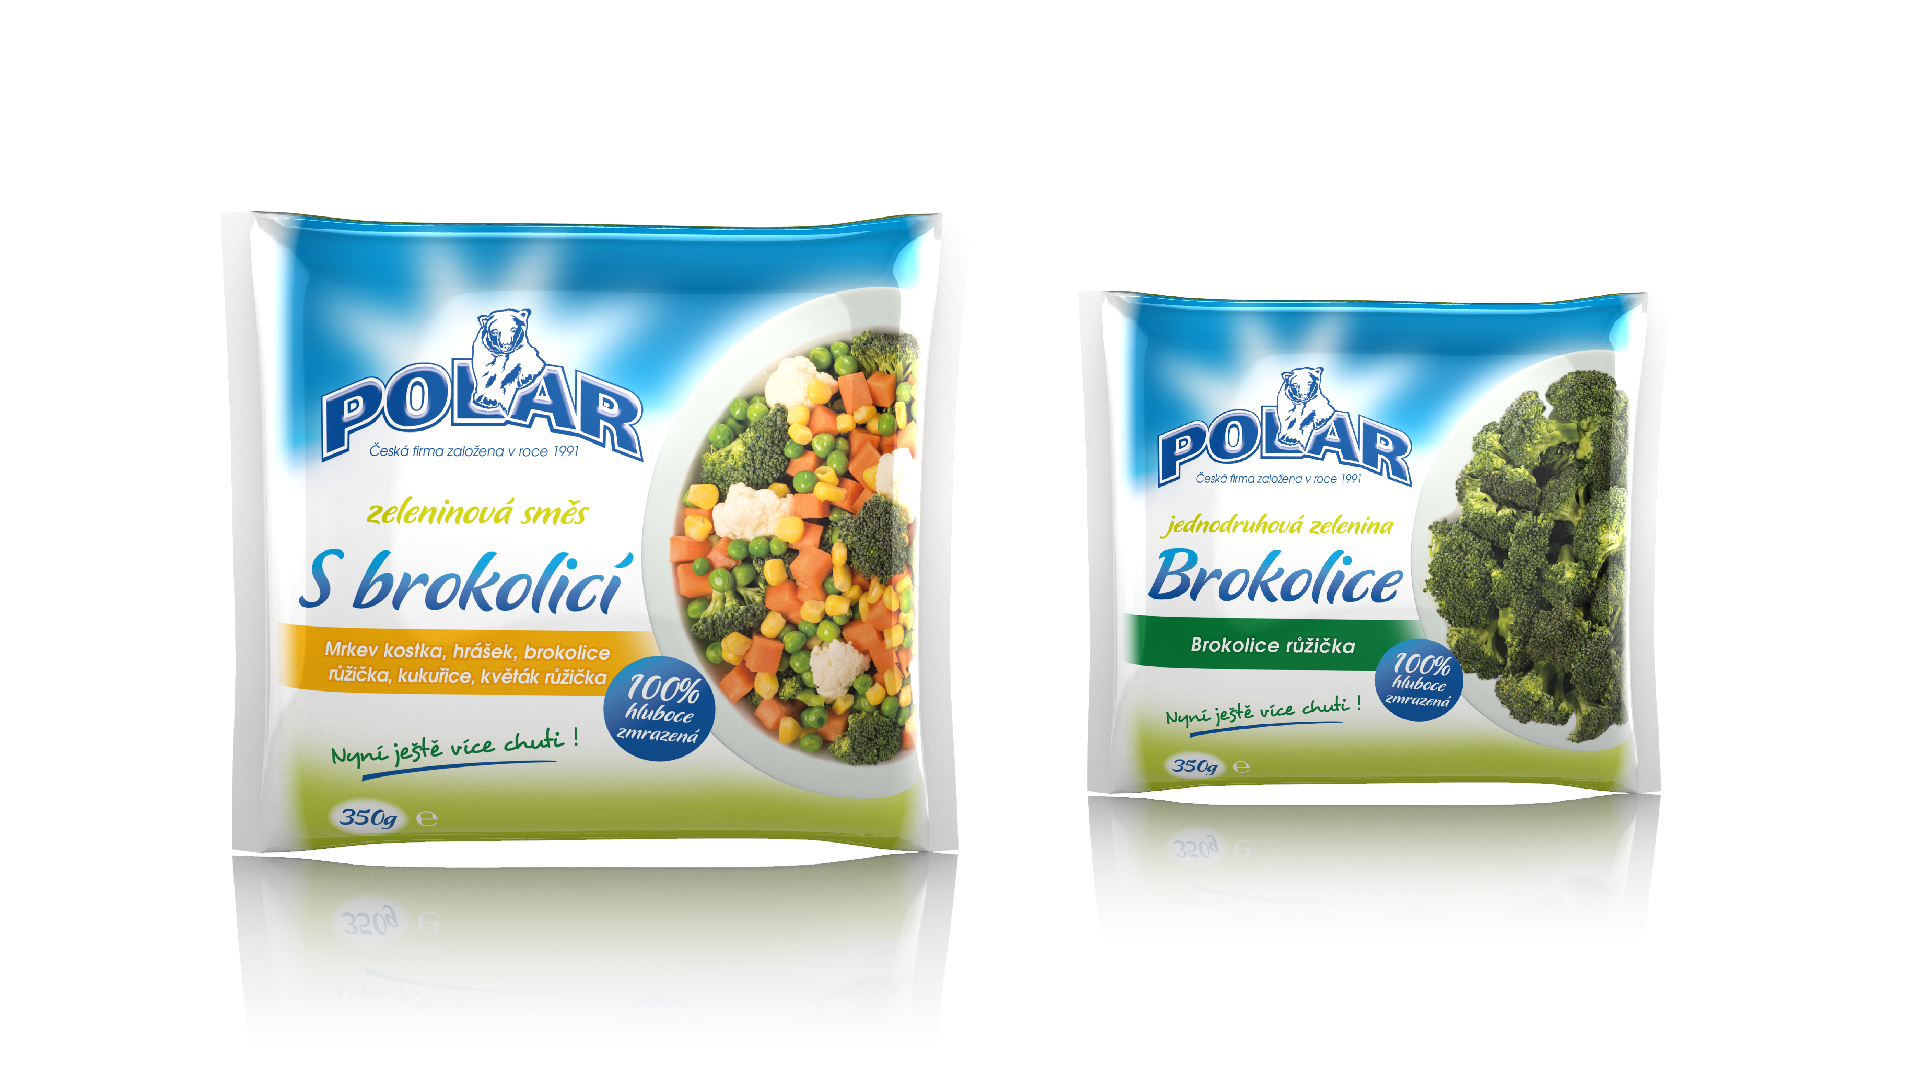 POLAR
Česká firma založena v roce 1991
zeleninová směs
S brokolicí
Mrkev kostka, hrášek, brokolice
růžička, kukuřice, květák růžička
100%
hluboce
zmrazená
Nyní ještě více chuti !
350g ℮
POLAR
Česká firma založena v roce 1991
jednodruhová zelenina
Brokolice
Brokolice růžička
100%
hluboce
zmrazená
Nyní ještě více chuti !
350g ℮